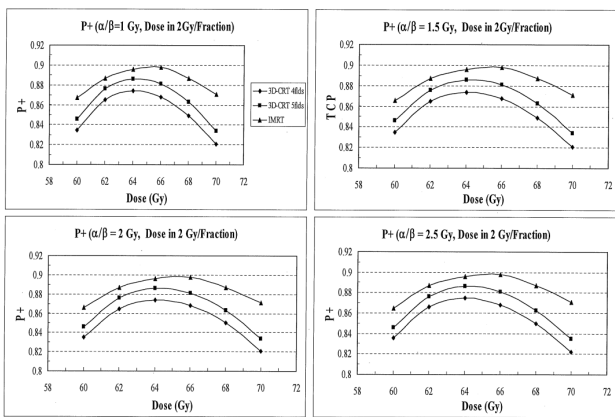 P+ (α/β=1 Gy, Dose in 2Gy/Fraction)
0.92
0.9
0.88
0.86
0.84
0.82
0.8
P+
58 60 62 64 66 68 70 72
Dose (Gy)
3D-CRT 4flds
3D-CRT 5flds
IMRT
P+ (α/β = 1.5 Gy, Dose in 2Gy/Fraction)
0.92
0.9
0.88
0.86
0.84
0.82
0.8
TCP
58 60 62 64 66 68 70 72
Dose (Gy)
P+ (α/β = 2 Gy, Dose in 2 Gy/Fraction)
0.92
0.9
0.88
0.86
0.84
0.82
0.8
P+
58 60 62 64 66 68 70 72
Dose (Gy)
P+ (α/β = 2.5 Gy, Dose in 2 Gy/Fraction)
0.92
0.9
0.88
0.86
0.84
0.82
0.8
P+
58 60 62 64 66 68 70 72
Dose (Gy)